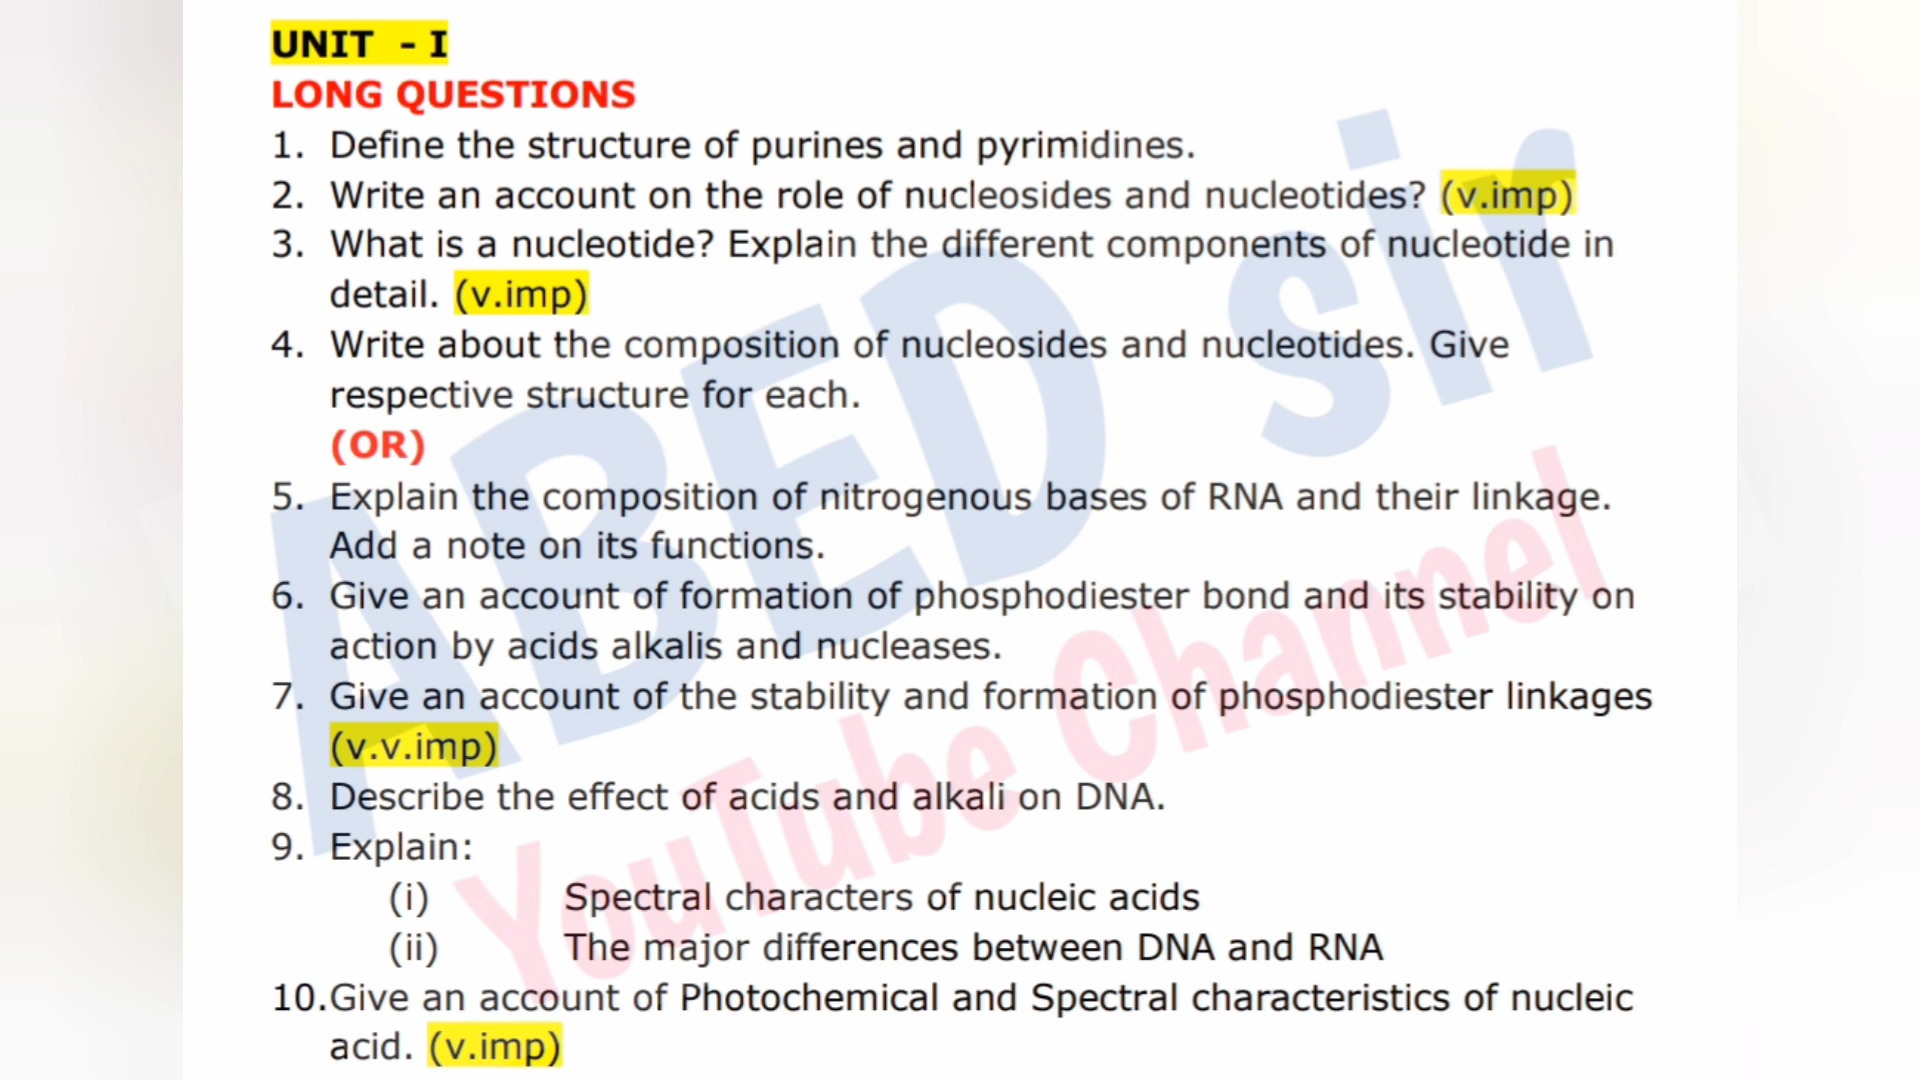 UNIT - I
LONG QUESTIONS
1. Define the structure of purines and pyrimidines.
2. Write an account on the role of nucleosides and nucleotides? (v.imp)
3. What is a nucleotide? Explain the different components of nucleotide in
detail. (v.imp)
4. Write about the composition of nucleosides and nucleotides. Give
respective structure for each.
(OR)
5. Explain the composition of nitrogenous bases of RNA and their linkage.
Add a note on its functions.
6. Give an account of formation of phosphodiester bond and its stability on
action by acids alkalis and nucleases.
7. Give an account of the stability and formation of phosphodiester linkages
(v.v.imp)
8. Describe the effect of acids and alkali on DNA.
9. Explain:
(i) Spectral characters of nucleic acids
(ii) The major differences between DNA and RNA
10.Give an account of Photochemical and Spectral characteristics of nucleic
acid. (v.imp)
ABED sir
YouTube Channel